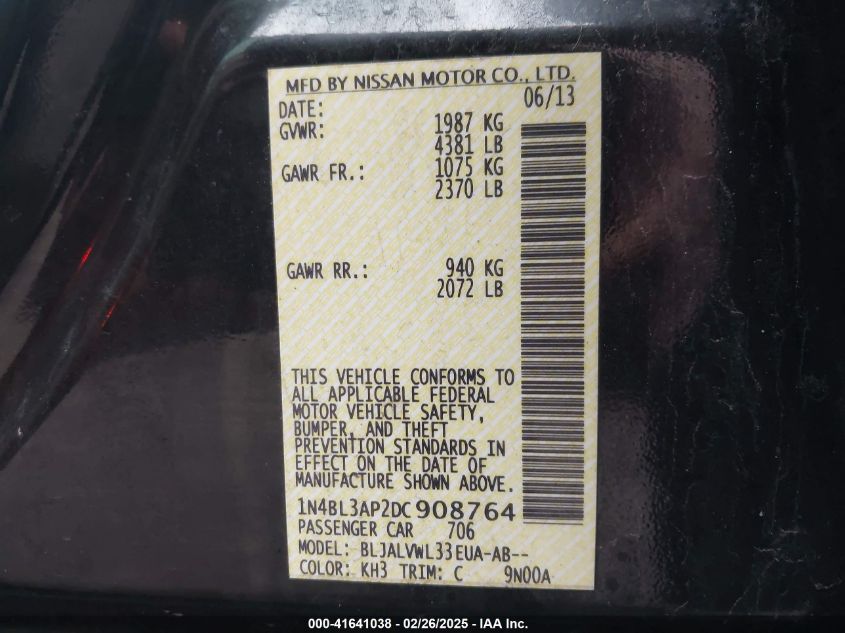 MFD BY NISSAN MOTOR CO., LTD.
DATE: 06/13
GVWR: 1987 KG
4381 LB
GAWR FR.: 1075 KG
2370 LB
GAWR RR.: 940 KG
2072 LB
THIS VEHICLE CONFORMS TO
ALL APPLICABLE FEDERAL
MOTOR VEHICLE SAFETY,
BUMPER, AND THEFT
PREVENTION STANDARDS IN
EFFECT ON THE DATE OF
MANUFACTURE SHOWN ABOVE.
1N4BL3AP2DC908764
PASSENGER CAR 706
MODEL: BLJALVWL33EUA-AB--
COLOR: KH3 TRIM: C 9N00A
000-41641038 - 02/26/2025 - IAA Inc.